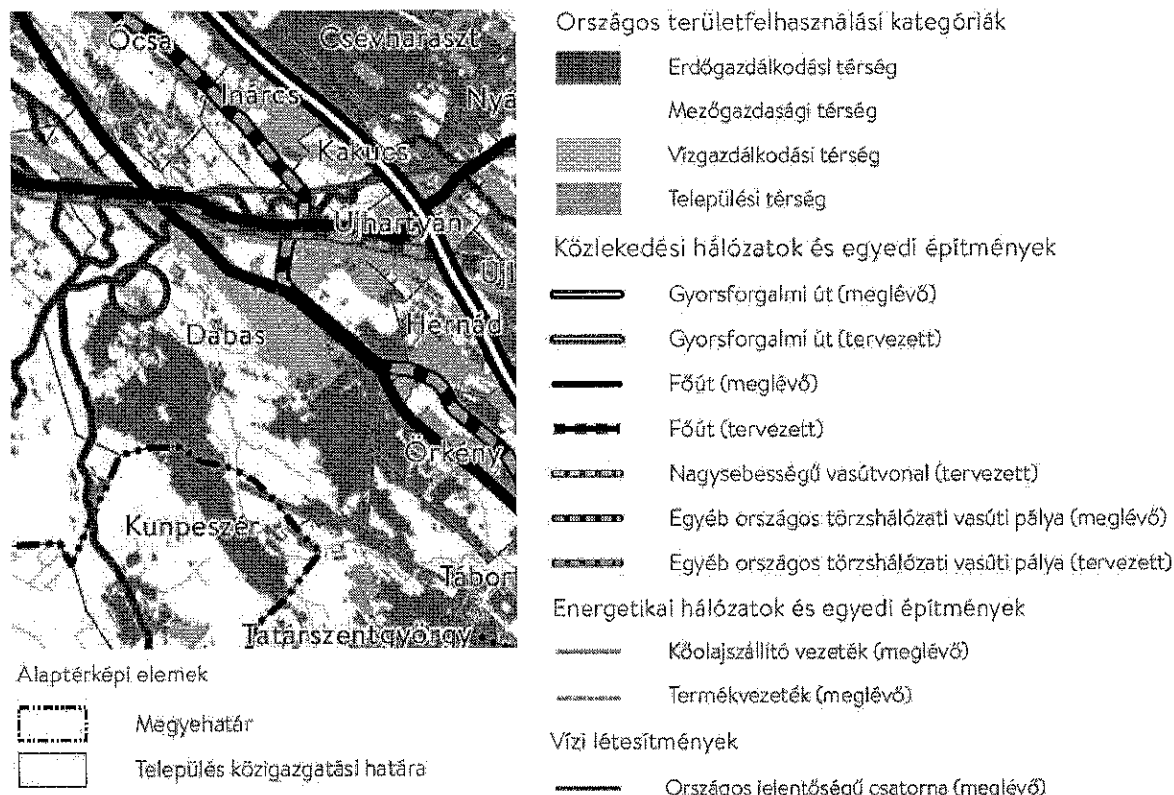 Ócsa
Csévharaszt
Inárcs
Nyá
Kakucs
Újhartyán
Úji
Hernád
Dabas
Örkény
Kunpeszér
Tábor
Tatárszentgyörgy
Alaptérképi elemek
Megyehatár
Település közigazgatási határa
Országos területfelhasználási kategóriák
Erdőgazdálkodási térség
Mezőgazdasági térség
Vízgazdálkodási térség
Települési térség
Közlekedési hálózatok és egyedi építmények
Gyorsforgalmi út (meglévő)
Gyorsforgalmi út (tervezett)
Főút (meglévő)
Főút (tervezett)
Nagysebességű vasútvonal (tervezett)
Egyéb országos törzshálózati vasúti pálya (meglévő)
Egyéb országos törzshálózati vasúti pálya (tervezett)
Energetikai hálózatok és egyedi építmények
Kőolajszállító vezeték (meglévő)
Termékvezeték (meglévő)
Vízi létesítmények
Országos jelentőségű csatorna (meglévő)